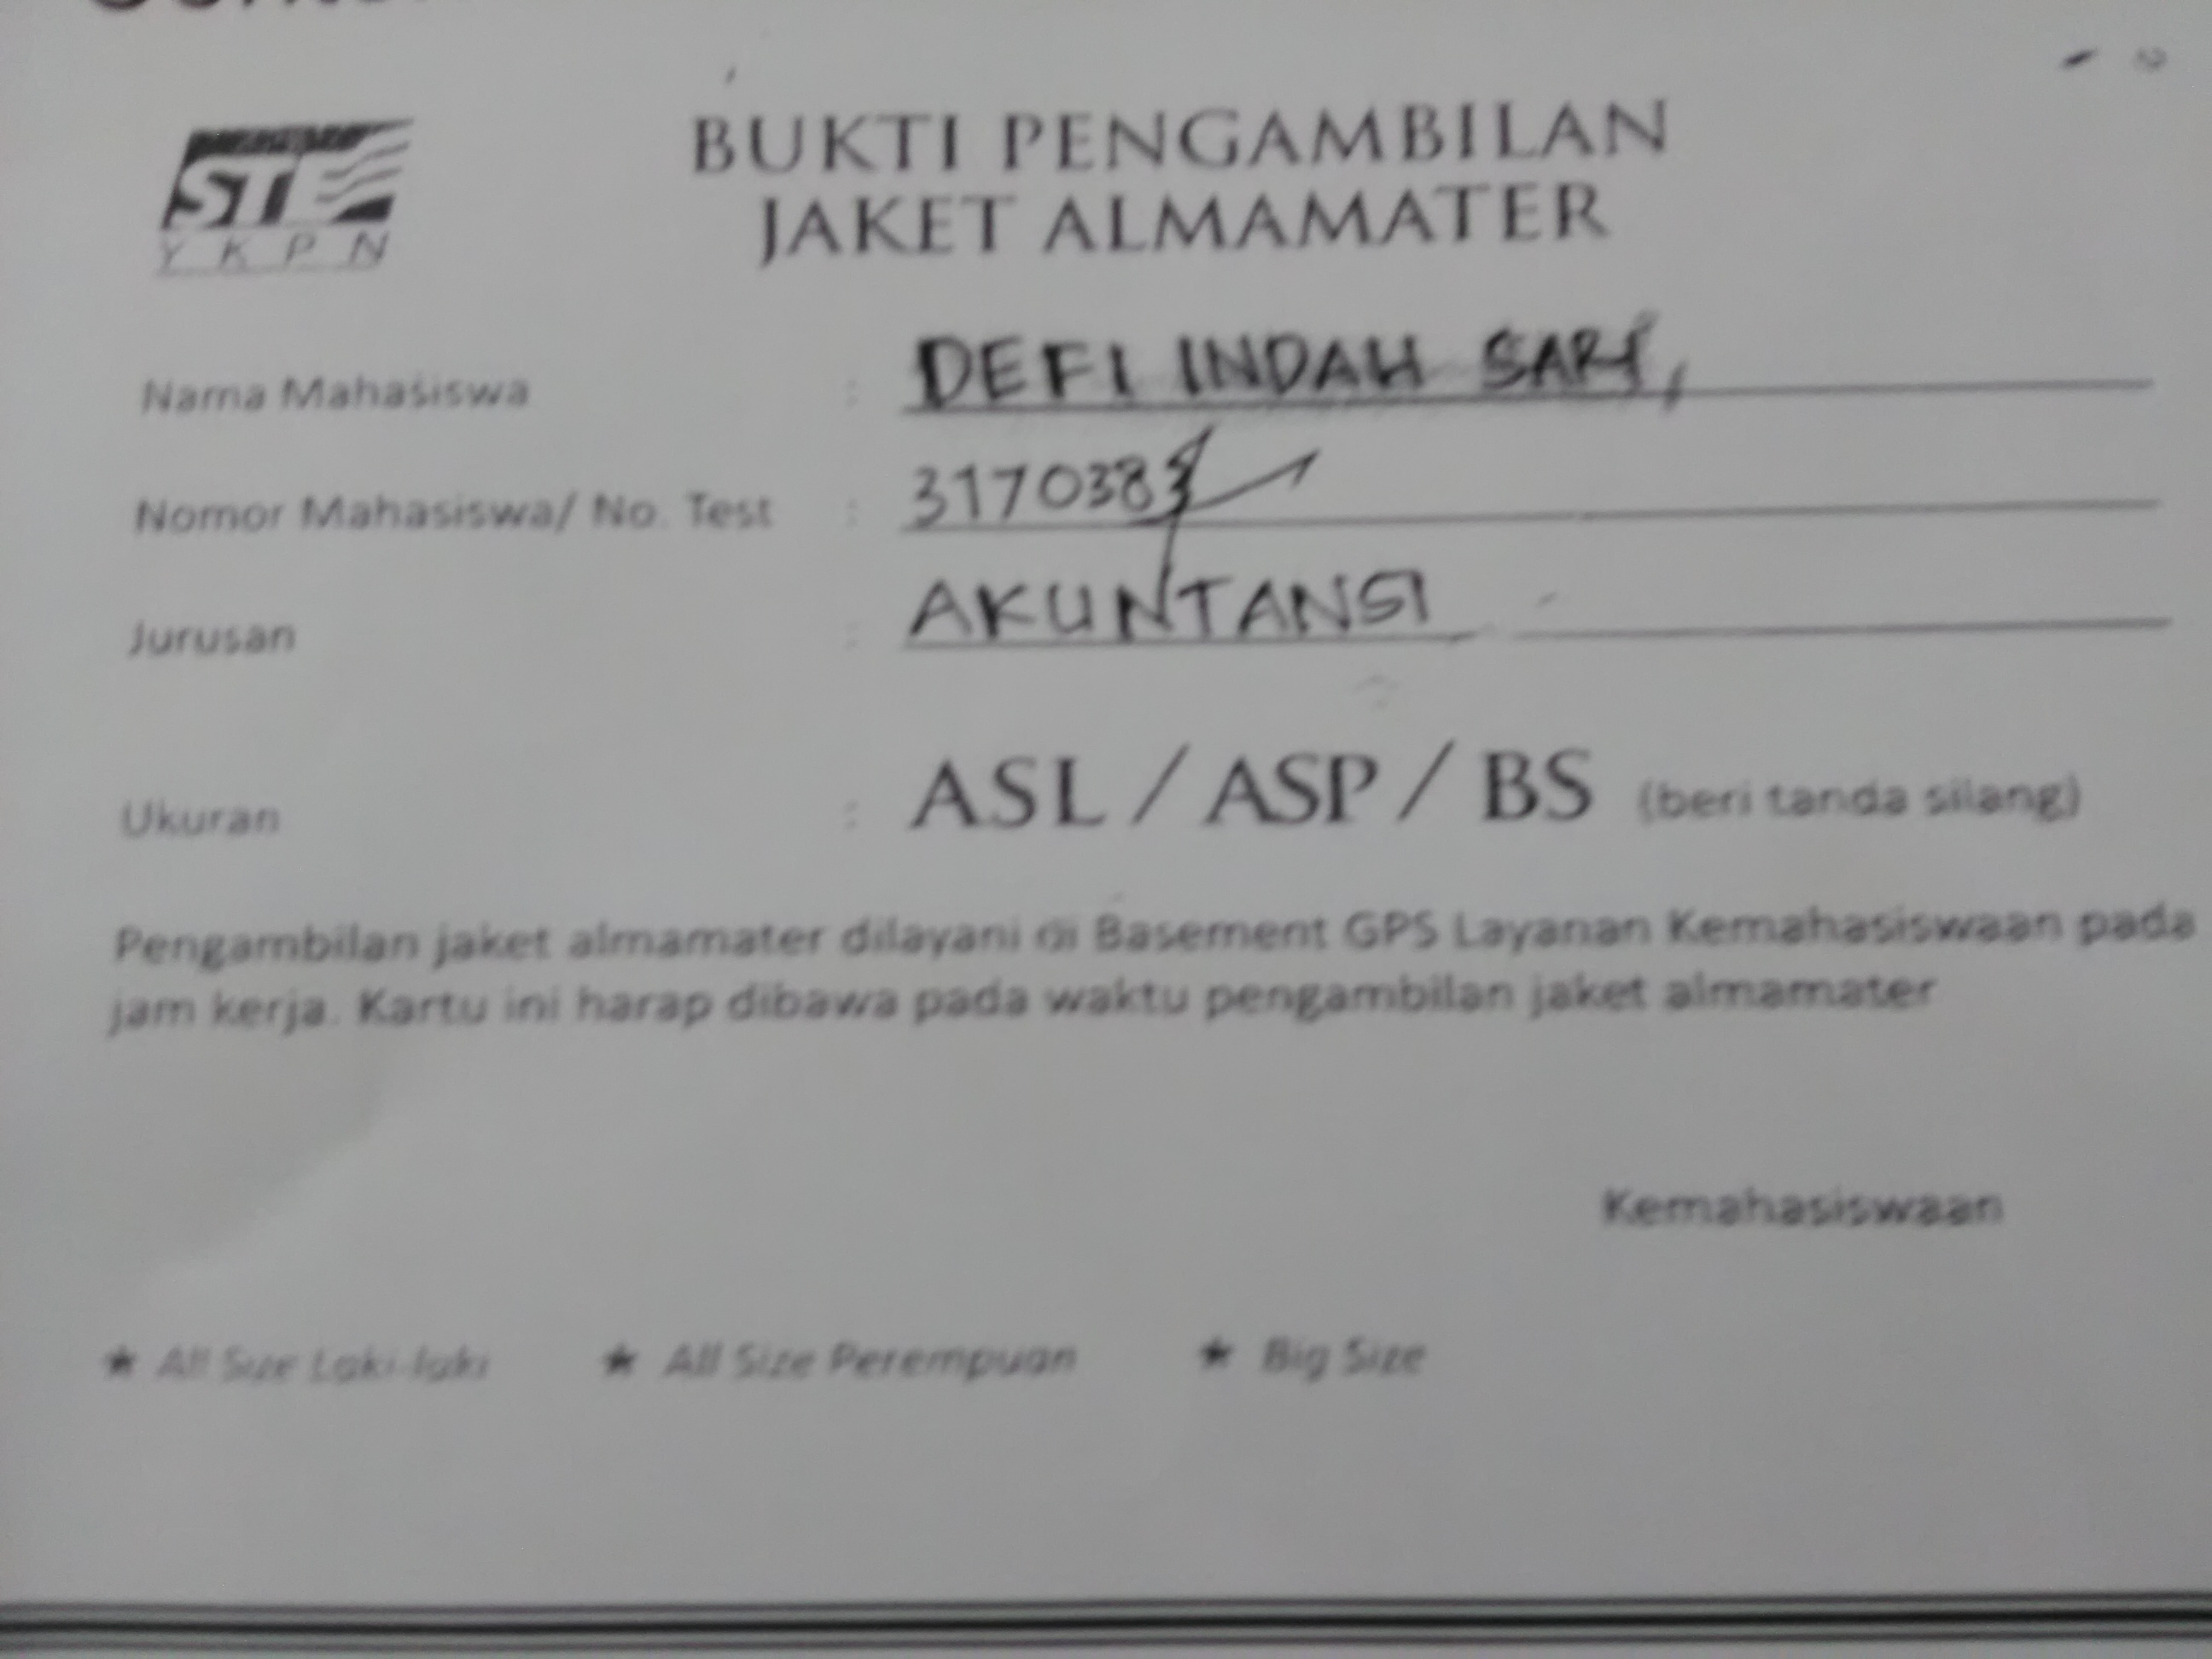 STIE
YKPN
BUKTI PENGAMBILAN
JAKET ALMAMATER
Nama Mahasiswa : DEFI INDAH SARI,
Nomor Mahasiswa/ No. Test :
Jurusan : AKUNTANSI
Ukuran : ASL / ASP / BS (beri tanda silang)
Pengambilan jaket almamater dilayani di Basement GPS Layanan Kemahasiswaan pada
jam kerja. Kartu ini harap dibawa pada waktu pengambilan jaket almamater
Kemahasiswaan
★ All Size Laki-laki ★ All Size Perempuan ★ Big Size